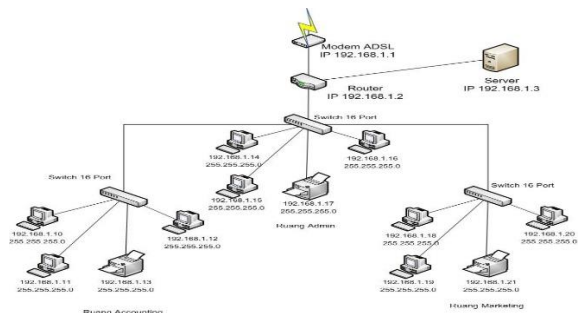 Modem ADSL
IP 192.168.1.1
Router
IP 192.168.1.2
Server
IP 192.168.1.3
Switch 16 Port
192.168.1.14
255.255.255.0
192.168.1.16
255.255.255.0
192.168.1.15
255.255.255.0
192.168.1.17
255.255.255.0
Ruang Admin
Switch 16 Port
192.168.1.10
255.255.255.0
192.168.1.12
255.255.255.0
192.168.1.11
255.255.255.0
192.168.1.13
255.255.255.0
Ruang Accounting
Switch 16 Port
192.168.1.18
255.255.255.0
192.168.1.20
255.255.255.0
192.168.1.19
255.255.255.0
192.168.1.21
255.255.255.0
Ruang Marketing